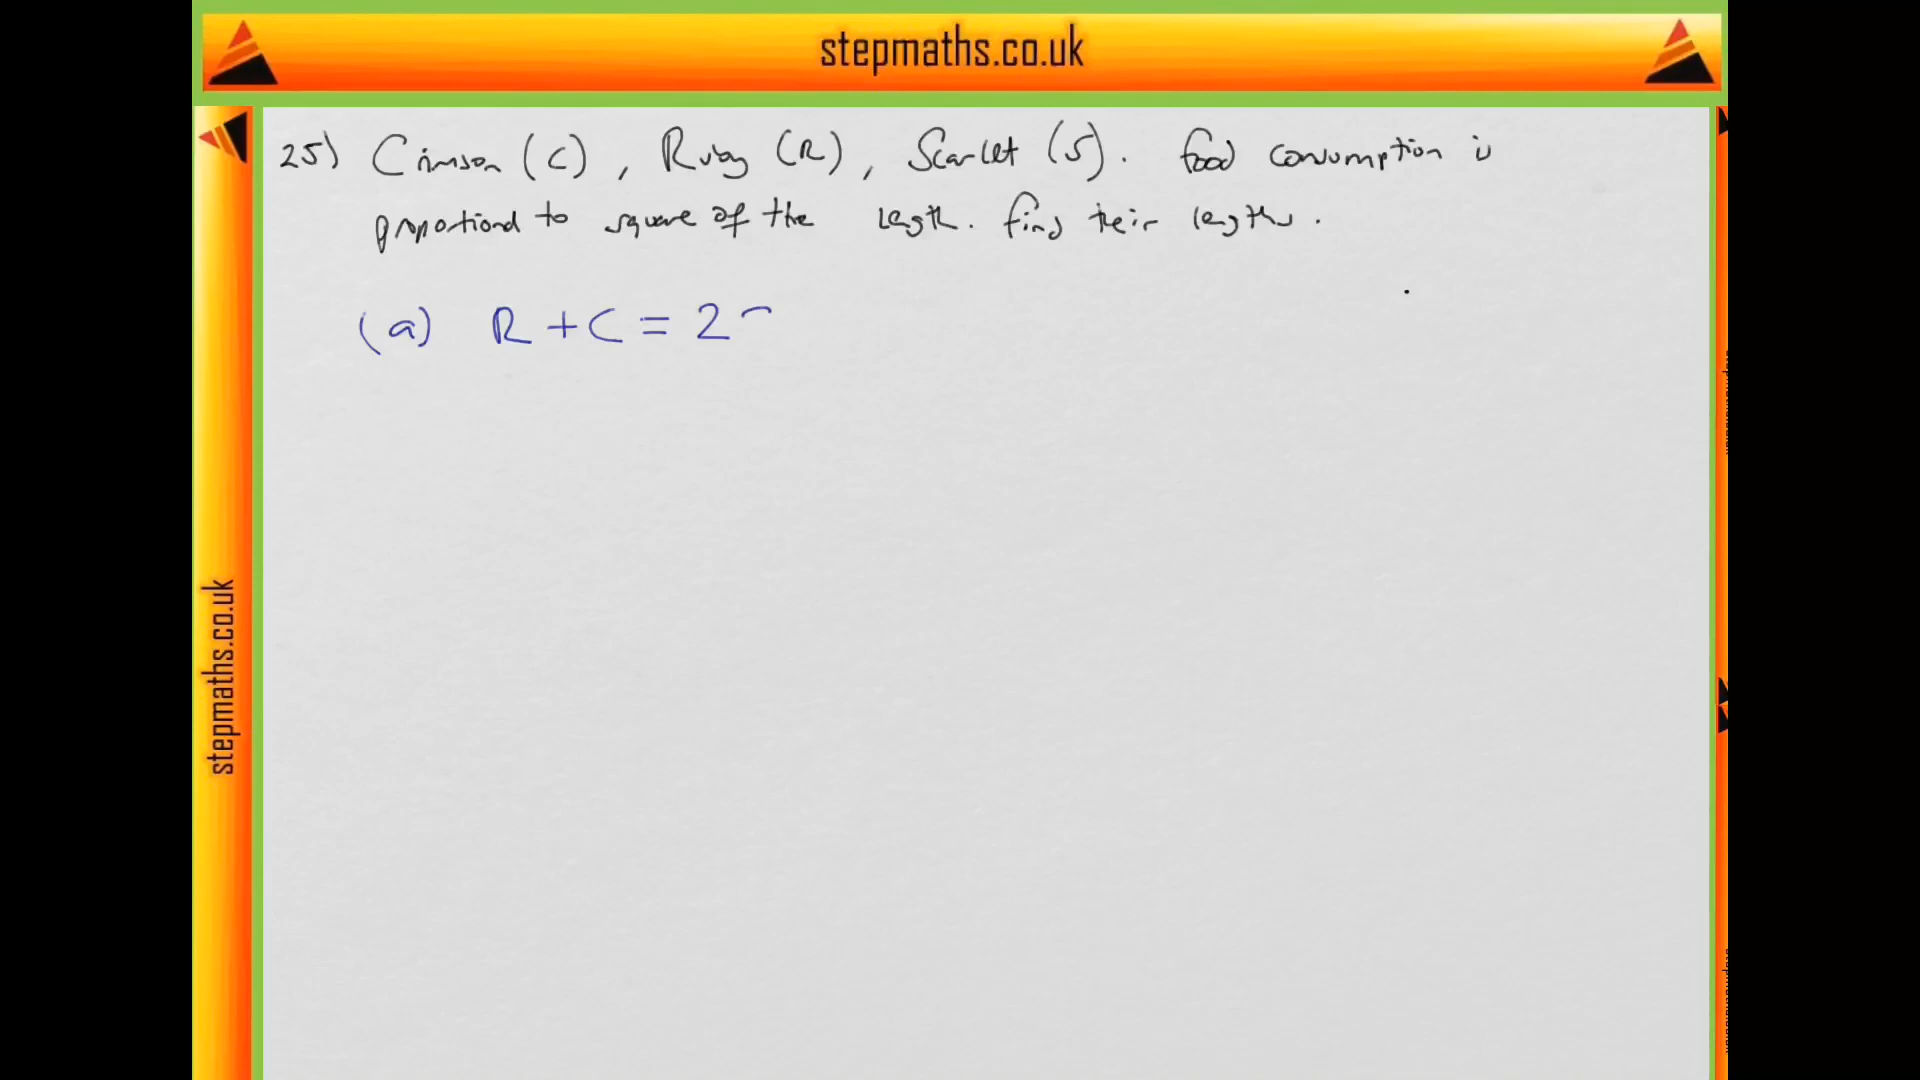 stepmaths.co.uk
25) Crimson (C), Ruby (R), Scarlet (S). Food consumption is
proportional to square of the length. Find their lengths.
(a) R + C = 2
stepmaths.co.uk